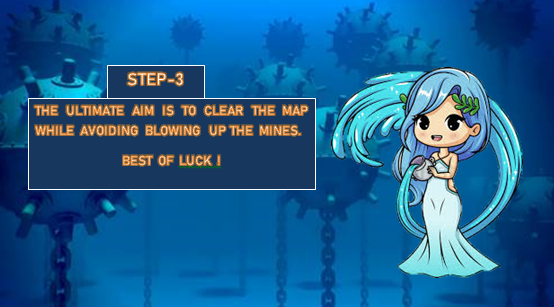 STEP-3
THE ULTIMATE AIM IS TO CLEAR THE MAP
WHILE AVOIDING BLOWING UP THE MINES.
BEST OF LUCK !